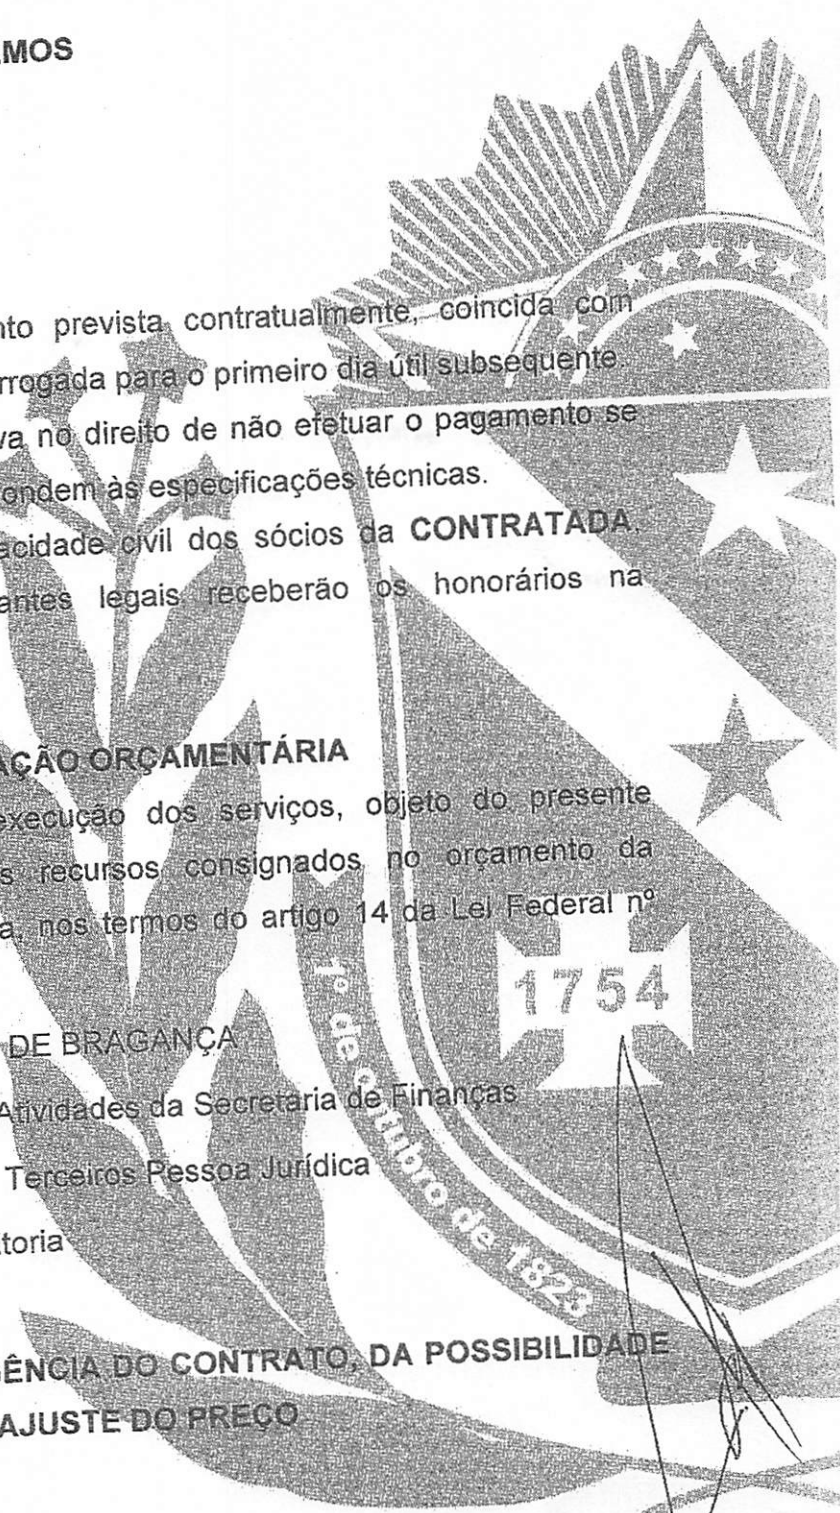 MOS
nto prevista contratualmente, coincida com
rrogada para o primeiro dia útil subsequente.
va no direito de não efetuar o pagamento se
ondem às especificações técnicas.
acidade civil dos sócios da CONTRATADA,
antes legais receberão os honorários na
AÇÃO ORÇAMENTÁRIA
execução dos serviços, objeto do presente
s recursos consignados no orçamento da
a, nos termos do artigo 14 da Lei Federal nº
1754
1º de outubro de 1823
DE BRAGANÇA
Atividades da Secretaria de Finanças
Terceiros Pessoa Jurídica
toria
ÊNCIA DO CONTRATO, DA POSSIBILIDADE
AJUSTE DO PREÇO